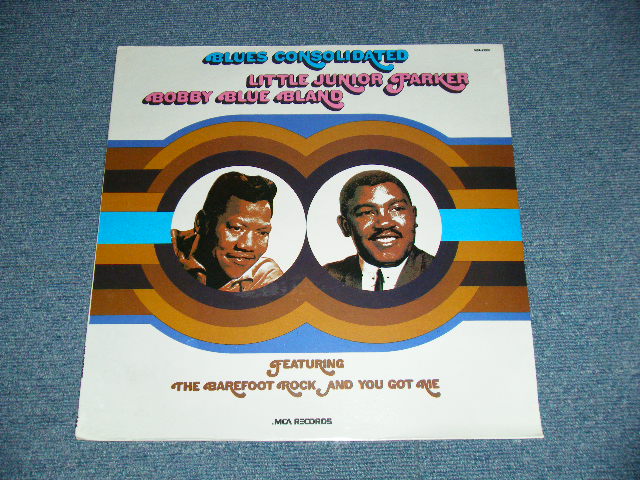 BLUES CONSOLIDATED
LITTLE JUNIOR PARKER
BOBBY BLUE BLAND
FEATURING
THE BAREFOOT ROCK AND YOU GOT ME
MCA RECORDS